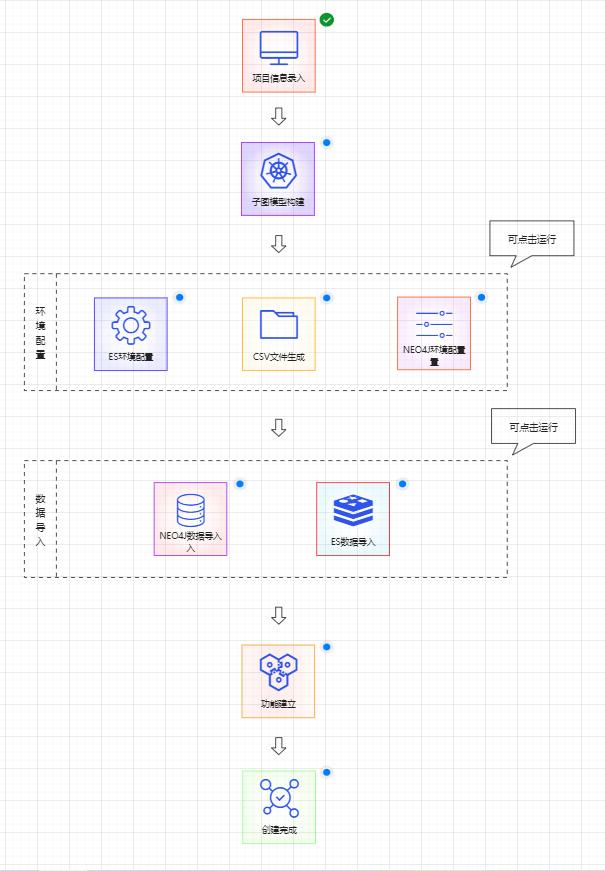 项目信息录入
子图模型构建
可点击运行
环
境
配
置
ES环境配置
CSV文件生成
NEO4J环境配置
置
可点击运行
数
据
导
入
NEO4J数据导入
入
ES数据导入
功能建立
创建完成